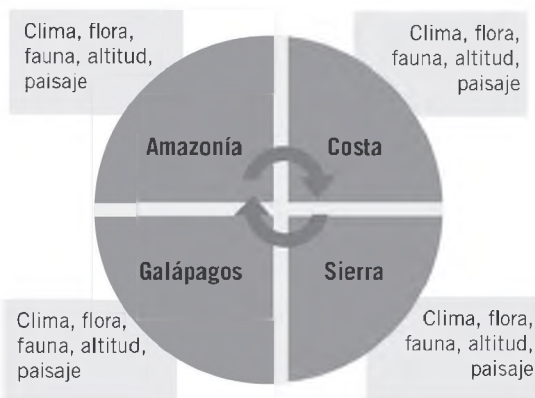 Clima, flora,
fauna, altitud,
paisaje
Clima, flora,
fauna, altitud,
paisaje
Amazonía
Costa
Galápagos
Sierra
Clima, flora,
fauna, altitud,
paisaje
Clima, flora,
fauna, altitud,
paisaje